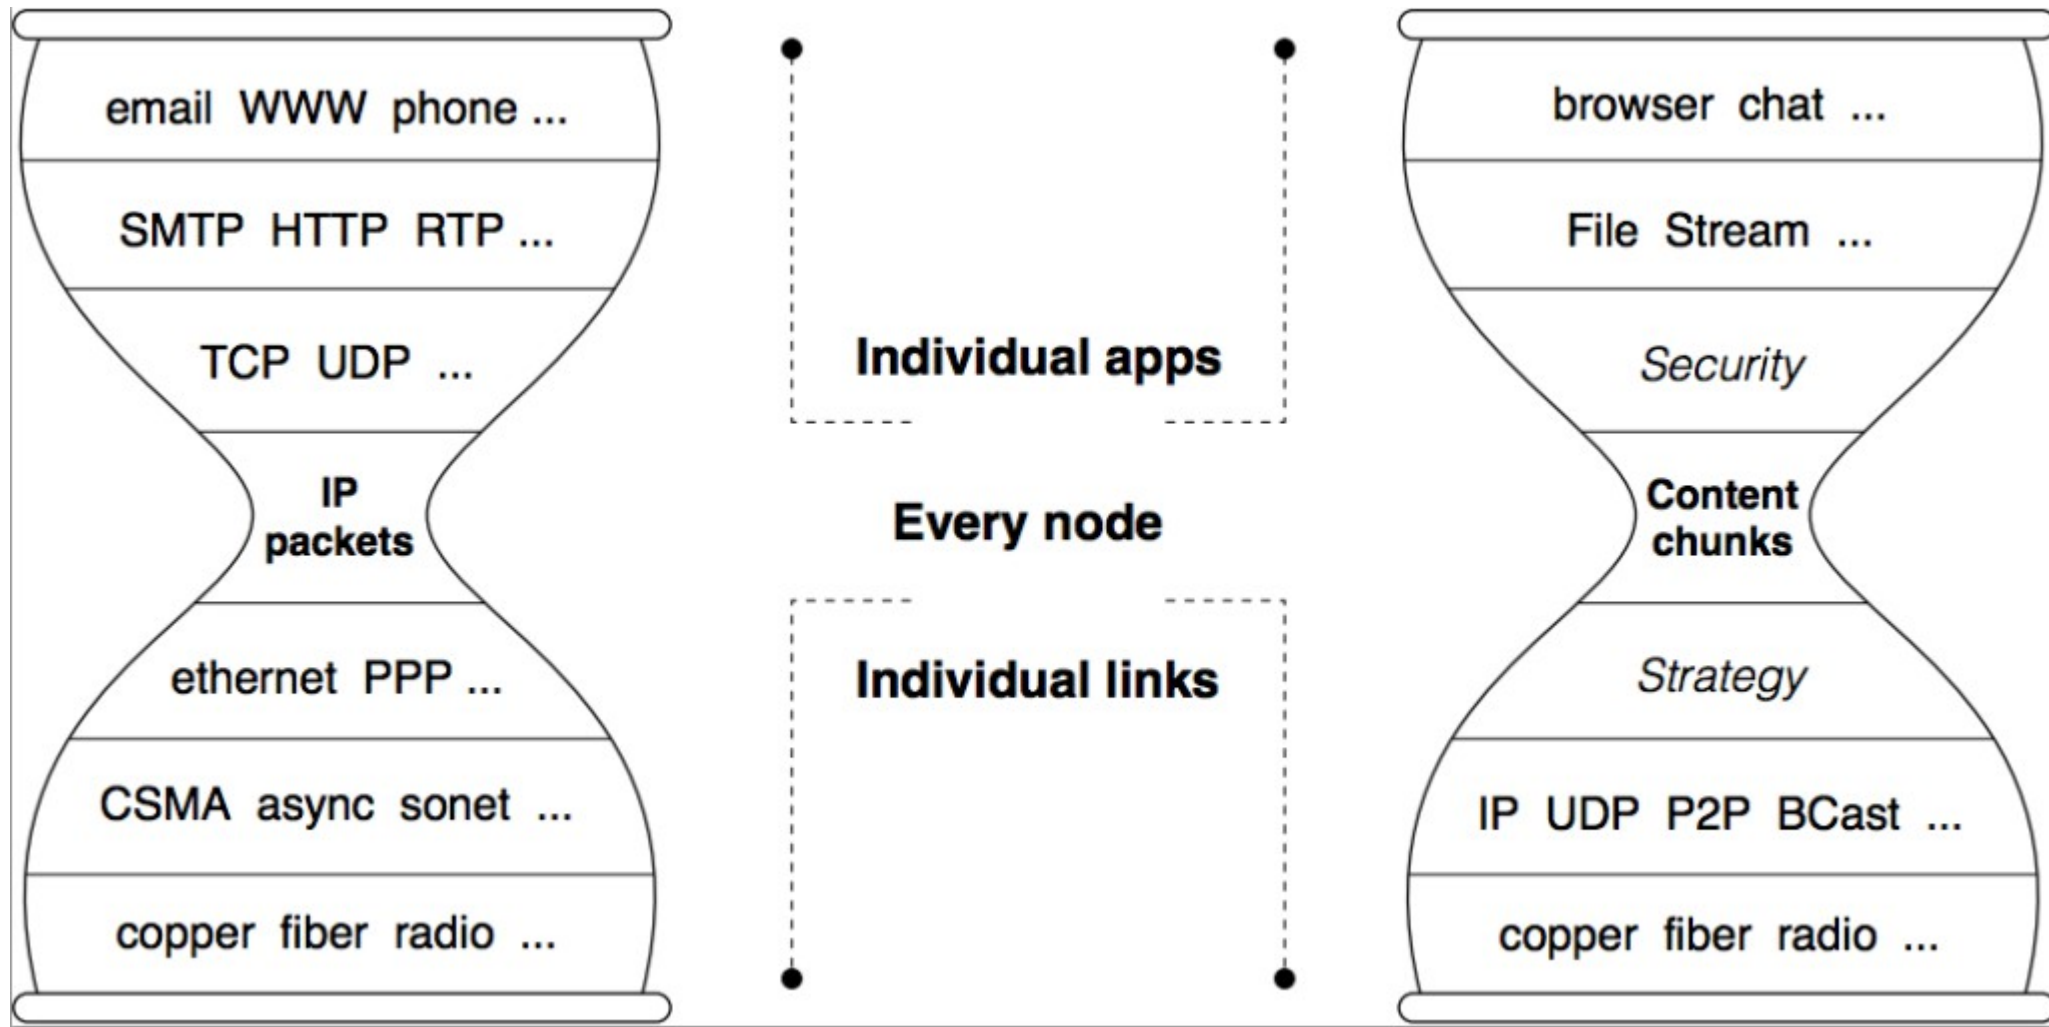 email WWW phone ...
SMTP HTTP RTP ...
TCP UDP ...
IP
packets
ethernet PPP ...
CSMA async sonet ...
copper fiber radio ...
Individual apps
Every node
Individual links
browser chat ...
File Stream ...
Security
Content
chunks
Strategy
IP UDP P2P BCast ...
copper fiber radio ...